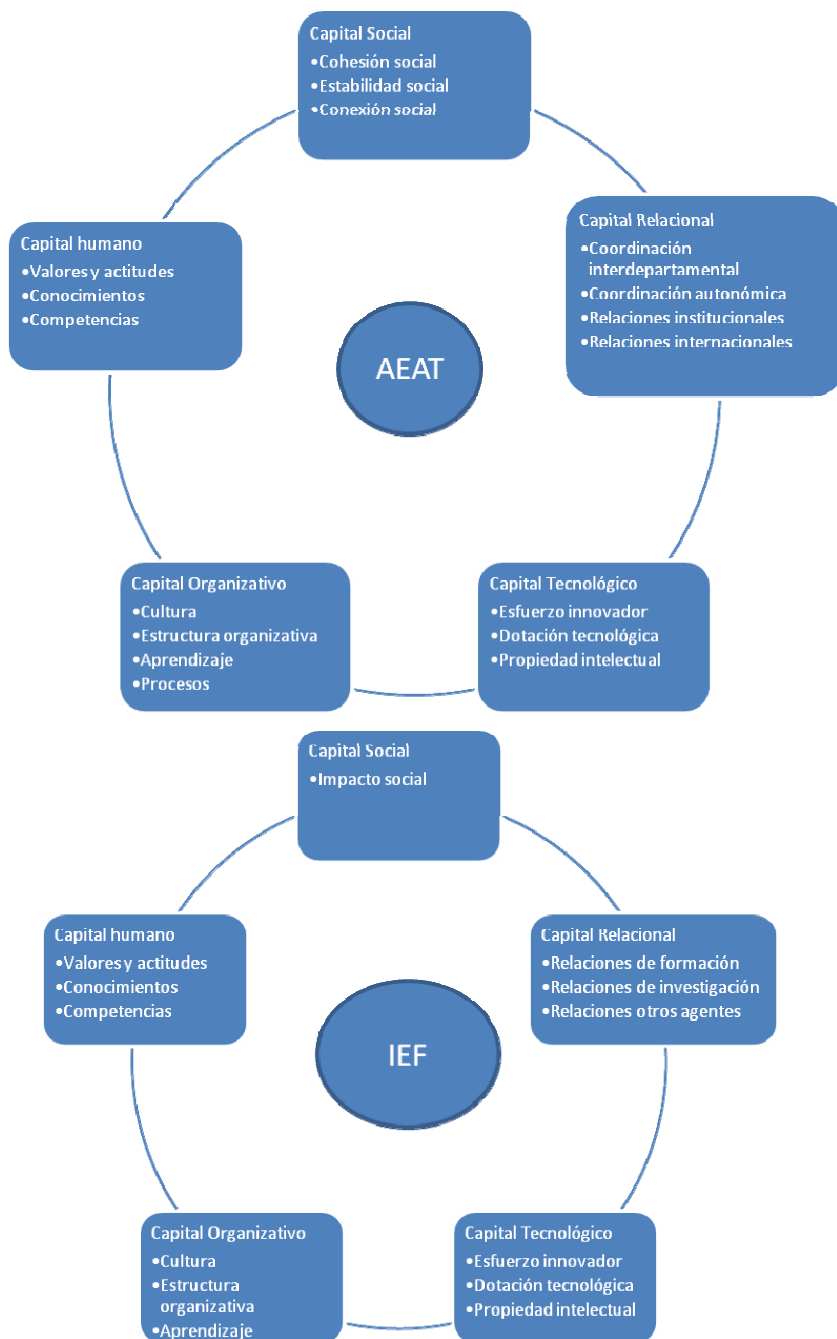 Capital Social
•Cohesión social
•Estabilidad social
•Conexión social
Capital humano
•Valores y actitudes
•Conocimientos
•Competencias
Capital Relacional
•Coordinación
interdepartamental
•Coordinación autonómica
•Relaciones institucionales
•Relaciones internacionales
AEAT
Capital Organizativo
•Cultura
•Estructura organizativa
•Aprendizaje
•Procesos
Capital Tecnológico
•Esfuerzo innovador
•Dotación tecnológica
•Propiedad intelectual
Capital Social
•Impacto social
Capital humano
•Valores y actitudes
•Conocimientos
•Competencias
Capital Relacional
•Relaciones de formación
•Relaciones de investigación
•Relaciones otros agentes
IEF
Capital Organizativo
•Cultura
•Estructura
organizativa
•Aprendizaje
Capital Tecnológico
•Esfuerzo innovador
•Dotación tecnológica
•Propiedad intelectual